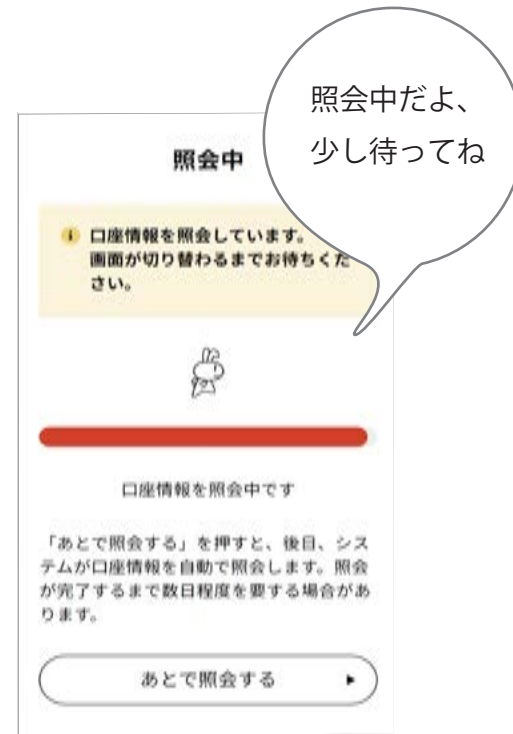 照会中だよ、
少し待ってね
照会中
口座情報を照会しています。
画面が切り替わるまでお待ちくだ
さい。
口座情報を照会中です
「あとで照会する」を押すと、後日、シス
テムが口座情報を自動で照会します。照会
が完了するまで数日程度を要する場合があ
ります。
あとで照会する